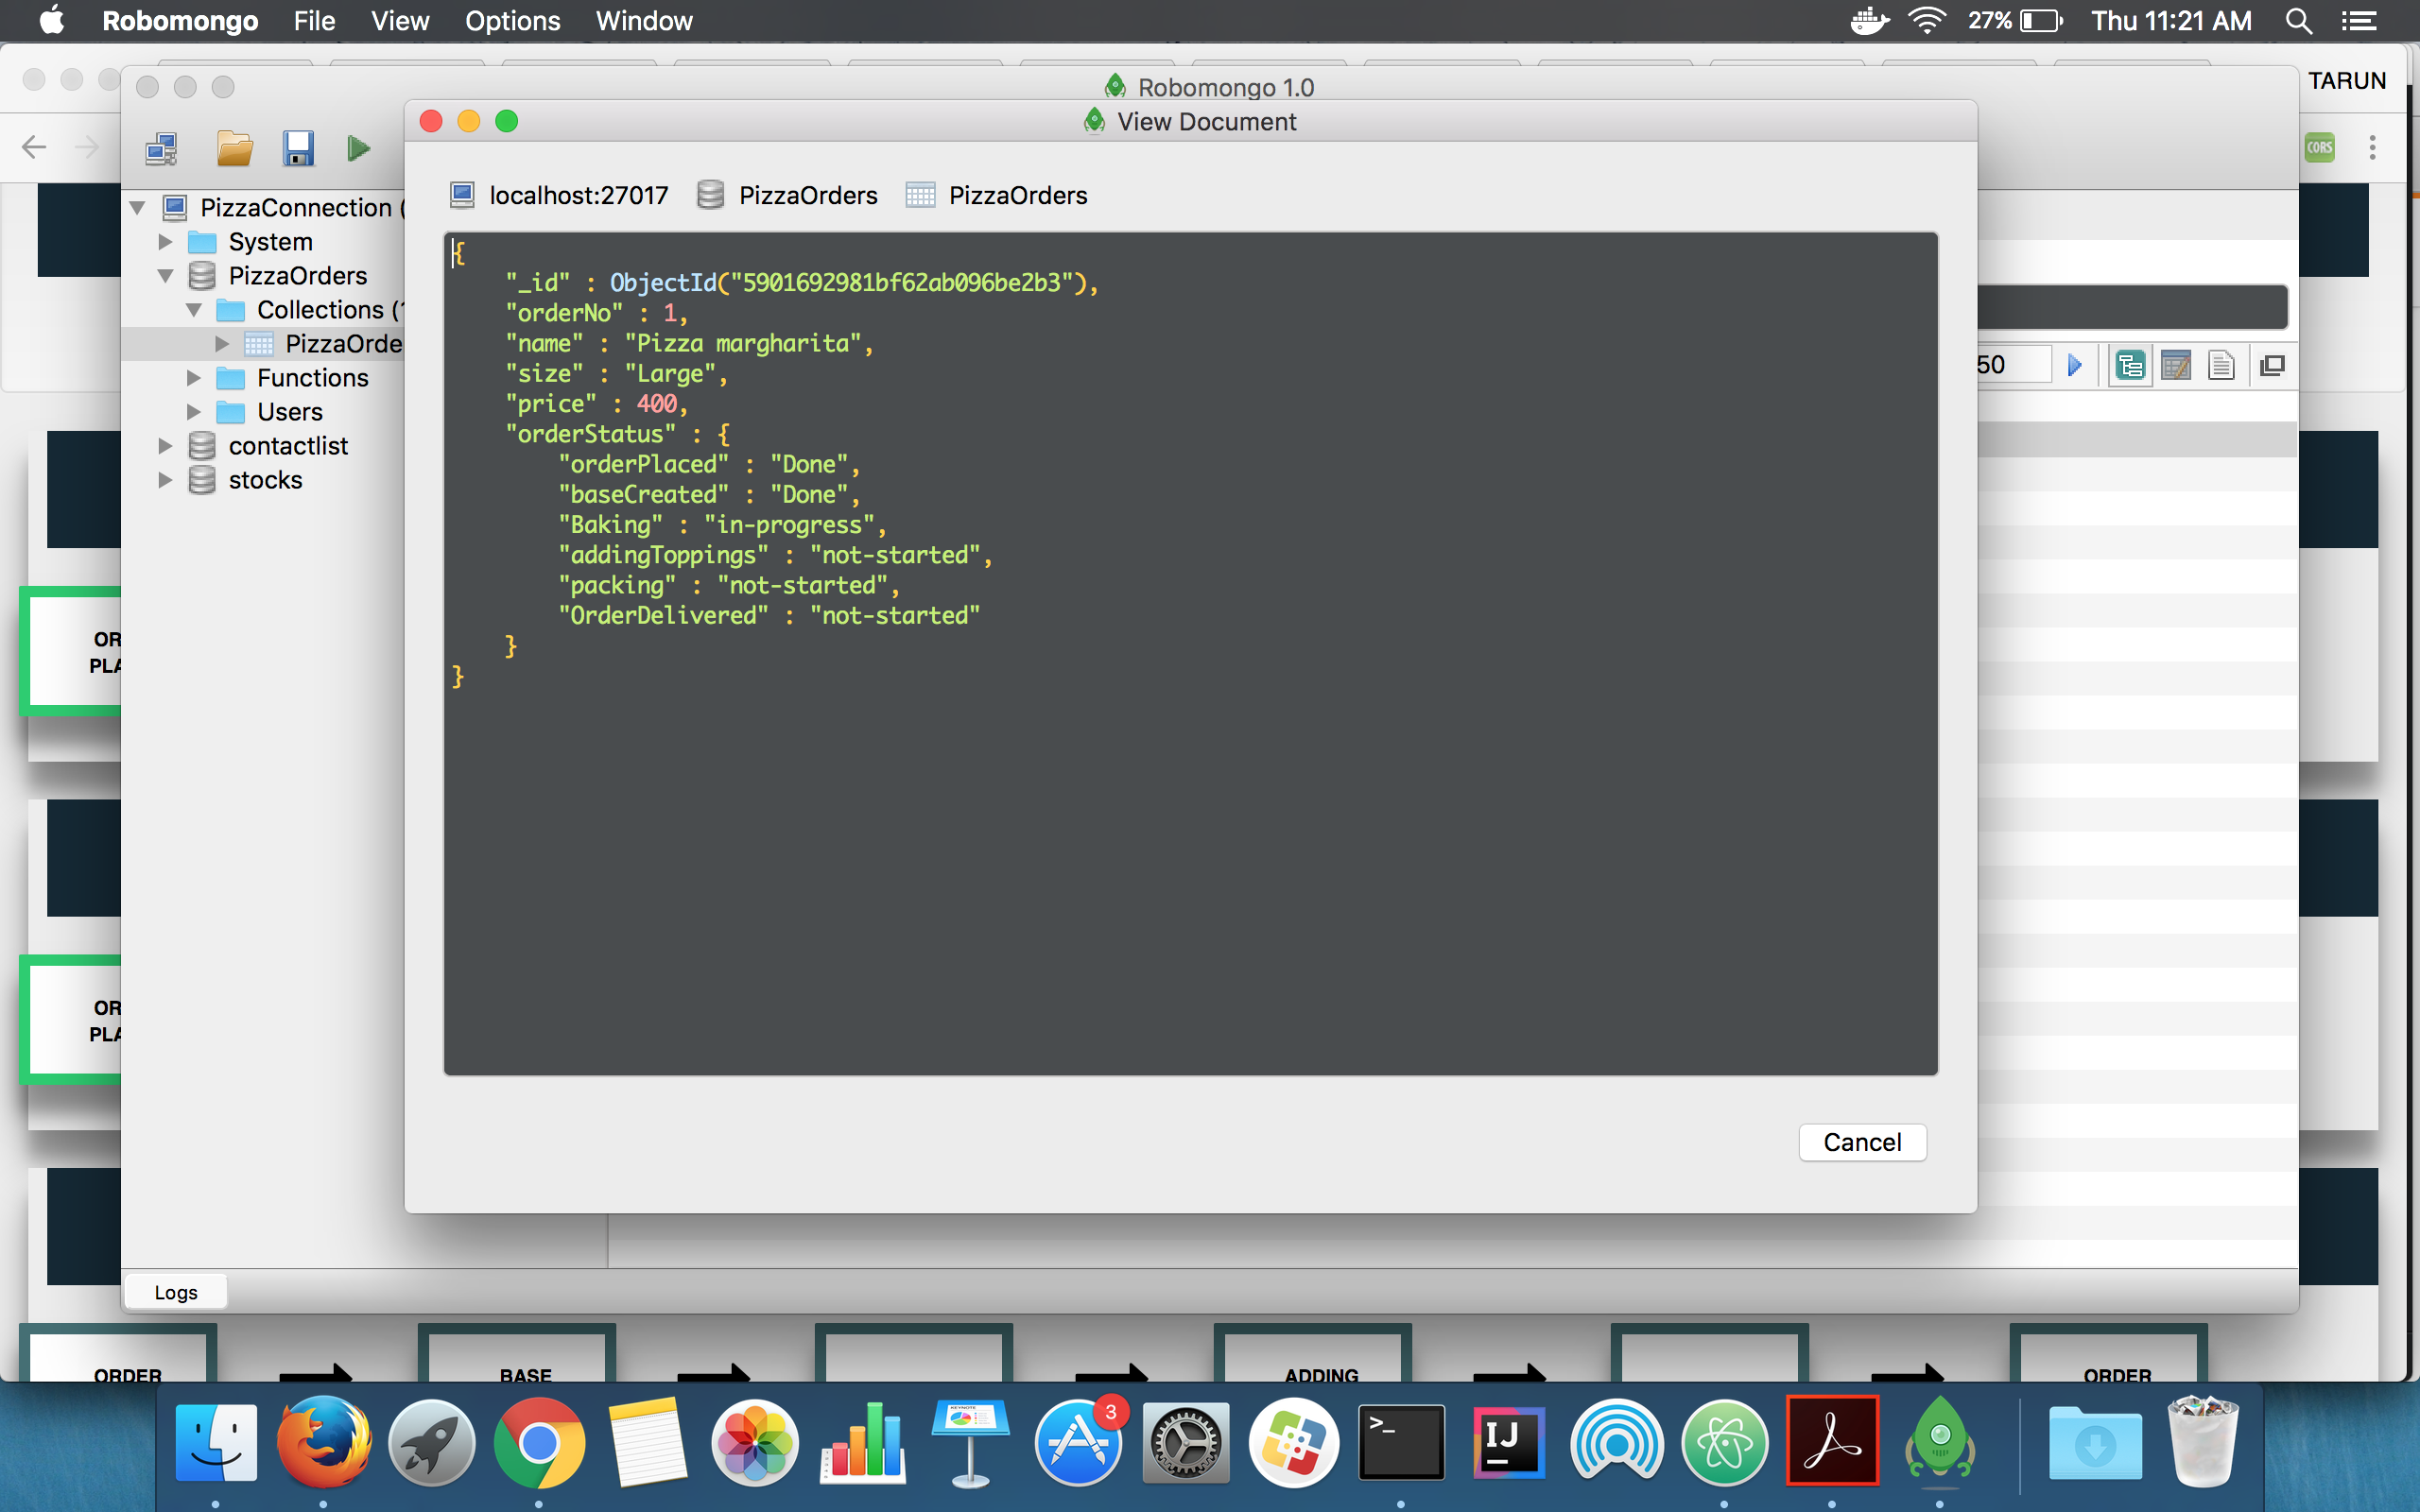 Robomongo File View Options Window 27% Thu 11:21 AM
TARUN
Robomongo 1.0
View Document
CORS
localhost:27017 PizzaOrders PizzaOrders
PizzaConnection (
System
PizzaOrders
Collections (
PizzaOrde
Functions
Users
contactlist
stocks
{
"_id" : ObjectId("5901692981bf62ab096be2b3"),
"orderNo" : 1,
"name" : "Pizza margharita",
"size" : "Large",
"price" : 400,
"orderStatus" : {
"orderPlaced" : "Done",
"baseCreated" : "Done",
"Baking" : "in-progress",
"addingToppings" : "not-started",
"packing" : "not-started",
"OrderDelivered" : "not-started"
}
}
50
OR
PLA
OR
PLA
Cancel
Logs
ORDER BASE ADDING ORDER
3
>_
IJ